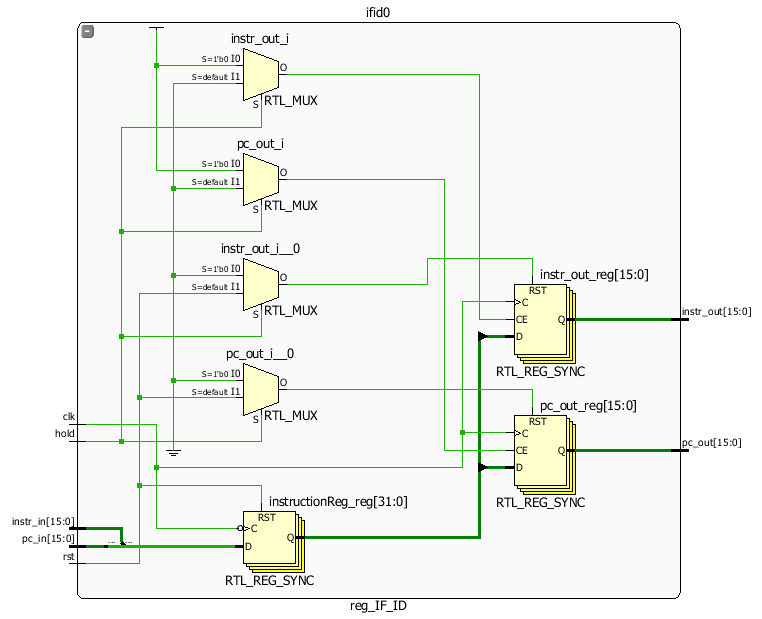 ifid0
instr_out_i
S=1'b0 I0
S=default I1
O
S
RTL_MUX
pc_out_i
S=1'b0 I0
S=default I1
O
S
RTL_MUX
instr_out_i__0
S=1'b0 I0
S=default I1
O
S
RTL_MUX
instr_out_reg[15:0]
RST
C
CE
D
Q
RTL_REG_SYNC
instr_out[15:0]
pc_out_i__0
S=1'b0 I0
S=default I1
O
S
RTL_MUX
pc_out_reg[15:0]
RST
C
CE
D
Q
RTL_REG_SYNC
pc_out[15:0]
clk
hold
instructionReg_reg[31:0]
RST
C
D
Q
RTL_REG_SYNC
instr_in[15:0]
pc_in[15:0]
... ...
rst
reg_IF_ID